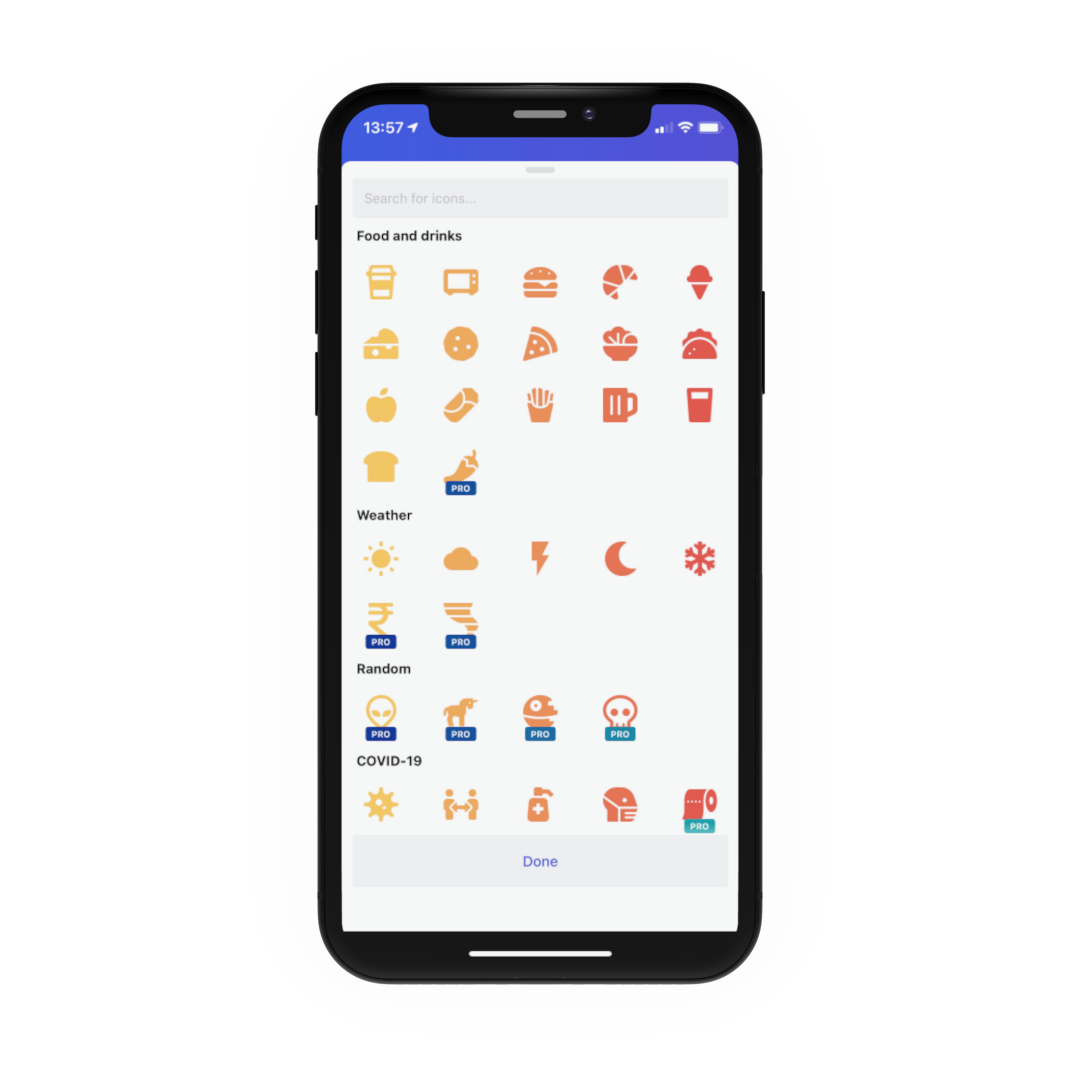 13:57
Search for icons...
Food and drinks
PRO
Weather
PRO PRO
Random
PRO PRO PRO PRO
COVID-19
PRO
Done